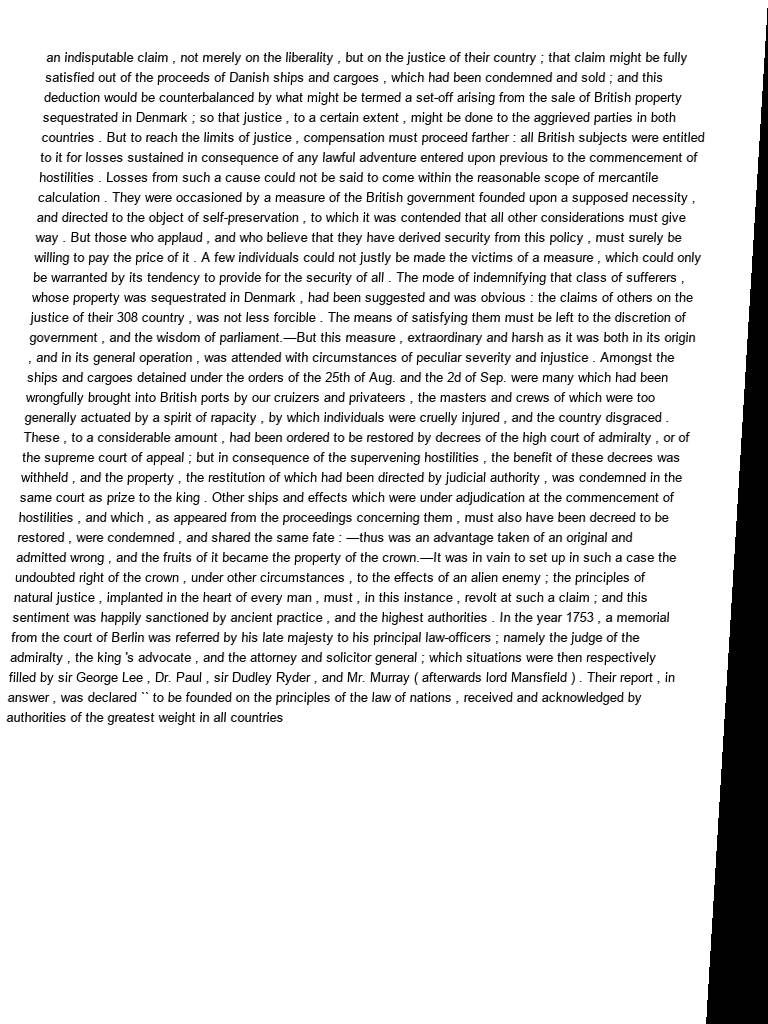 an indisputable claim , not merely on the liberality , but on the justice of their country ; that claim might be fully
satisfied out of the proceeds of Danish ships and cargoes , which had been condemned and sold ; and this
deduction would be counterbalanced by what might be termed a set-off arising from the sale of British property
sequestrated in Denmark ; so that justice , to a certain extent , might be done to the aggrieved parties in both
countries . But to reach the limits of justice , compensation must proceed farther : all British subjects were entitled
to it for losses sustained in consequence of any lawful adventure entered upon previous to the commencement of
hostilities . Losses from such a cause could not be said to come within the reasonable scope of mercantile
calculation . They were occasioned by a measure of the British government founded upon a supposed necessity ,
and directed to the object of self-preservation , to which it was contended that all other considerations must give
way . But those who applaud , and who believe that they have derived security from this policy , must surely be
willing to pay the price of it . A few individuals could not justly be made the victims of a measure , which could only
be warranted by its tendency to provide for the security of all . The mode of indemnifying that class of sufferers ,
whose property was sequestrated in Denmark , had been suggested and was obvious : the claims of others on the
justice of their 308 country , was not less forcible . The means of satisfying them must be left to the discretion of
government , and the wisdom of parliament.—But this measure , extraordinary and harsh as it was both in its origin
, and in its general operation , was attended with circumstances of peculiar severity and injustice . Amongst the
ships and cargoes detained under the orders of the 25th of Aug. and the 2d of Sep. were many which had been
wrongfully brought into British ports by our cruizers and privateers , the masters and crews of which were too
generally actuated by a spirit of rapacity , by which individuals were cruelly injured , and the country disgraced .
These , to a considerable amount , had been ordered to be restored by decrees of the high court of admiralty , or of
the supreme court of appeal ; but in consequence of the supervening hostilities , the benefit of these decrees was
withheld , and the property , the restitution of which had been directed by judicial authority , was condemned in the
same court as prize to the king . Other ships and effects which were under adjudication at the commencement of
hostilities , and which , as appeared from the proceedings concerning them , must also have been decreed to be
restored , were condemned , and shared the same fate : —thus was an advantage taken of an original and
admitted wrong , and the fruits of it became the property of the crown.—It was in vain to set up in such a case the
undoubted right of the crown , under other circumstances , to the effects of an alien enemy ; the principles of
natural justice , implanted in the heart of every man , must , in this instance , revolt at such a claim ; and this
sentiment was happily sanctioned by ancient practice , and the highest authorities . In the year 1753 , a memorial
from the court of Berlin was referred by his late majesty to his principal law-officers ; namely the judge of the
admiralty , the king 's advocate , and the attorney and solicitor general ; which situations were then respectively
filled by sir George Lee , Dr. Paul , sir Dudley Ryder , and Mr. Murray ( afterwards lord Mansfield ) . Their report , in
answer , was declared `` to be founded on the principles of the law of nations , received and acknowledged by
authorities of the greatest weight in all countries